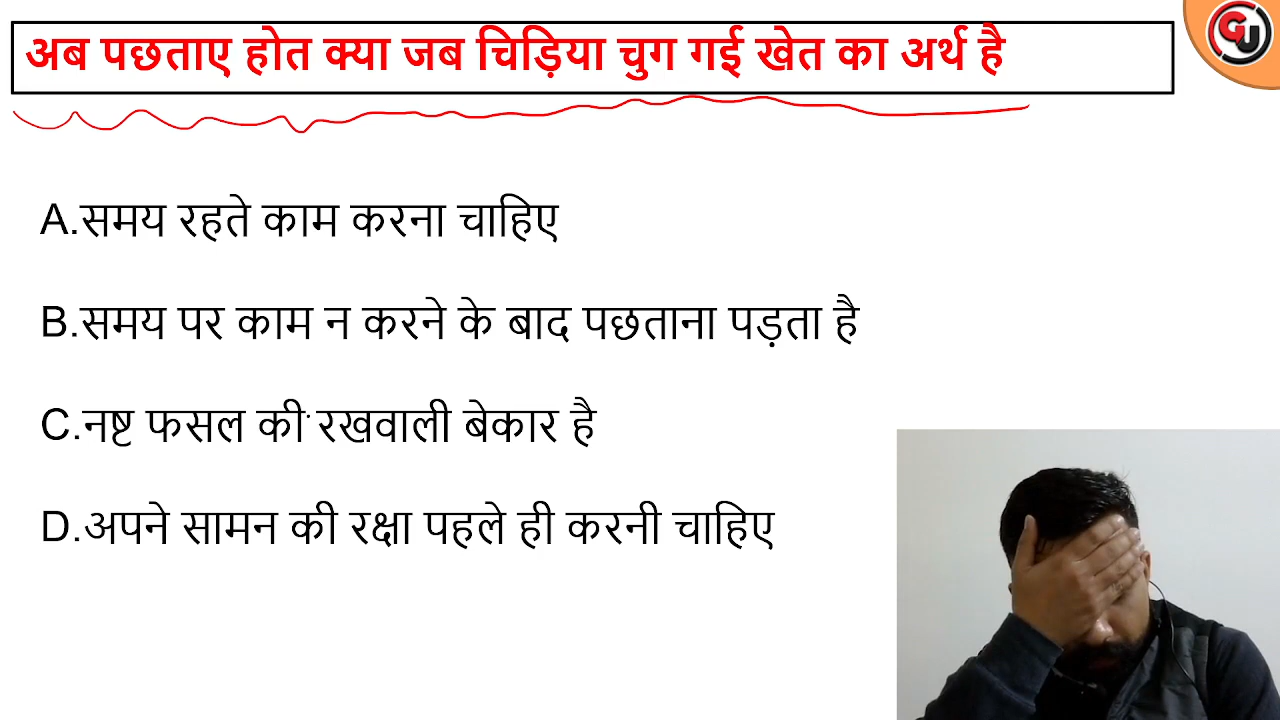 अब पछताए होत क्या जब चिड़िया चुग गई खेत का अर्थ है
GJ
A.समय रहते काम करना चाहिए
B.समय पर काम न करने के बाद पछताना पड़ता है
C.नष्ट फसल की रखवाली बेकार है
D.अपने सामन की रक्षा पहले ही करनी चाहिए